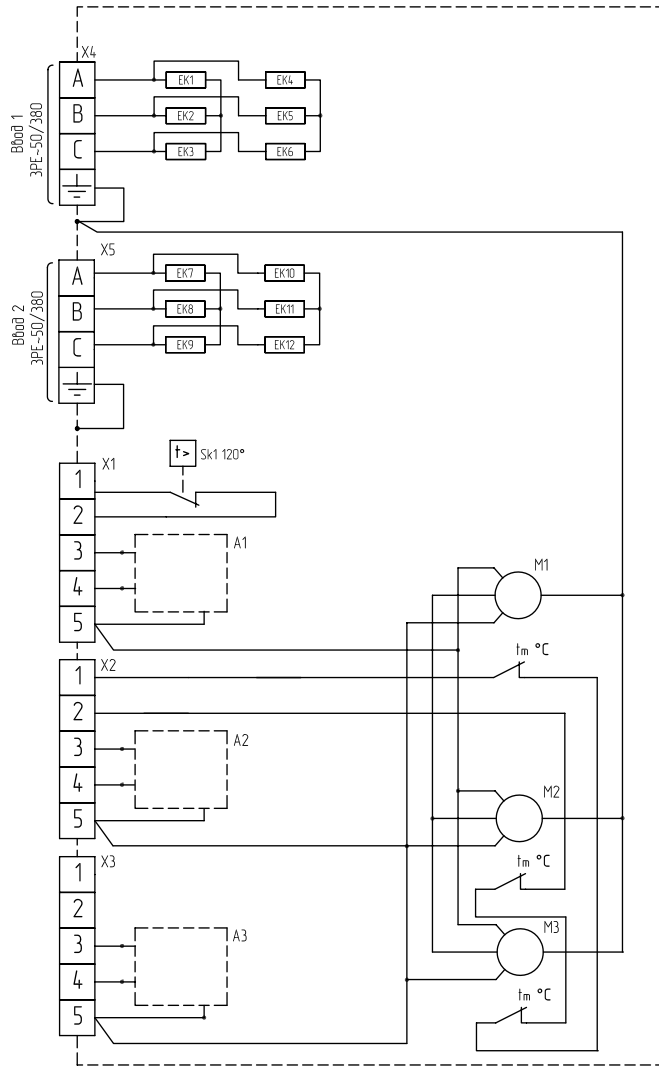 X4
A
B
C
Ввод 1
3PE~50/380
EK1
EK4
EK2
EK5
EK3
EK6
X5
A
B
C
Ввод 2
3PE~50/380
EK7
EK10
EK8
EK11
EK9
EK12
X1
1
2
3
4
5
t>
Sk1 120°
A1
M1
tm °C
X2
1
2
3
4
5
A2
M2
tm °C
X3
1
2
3
4
5
A3
M3
tm °C